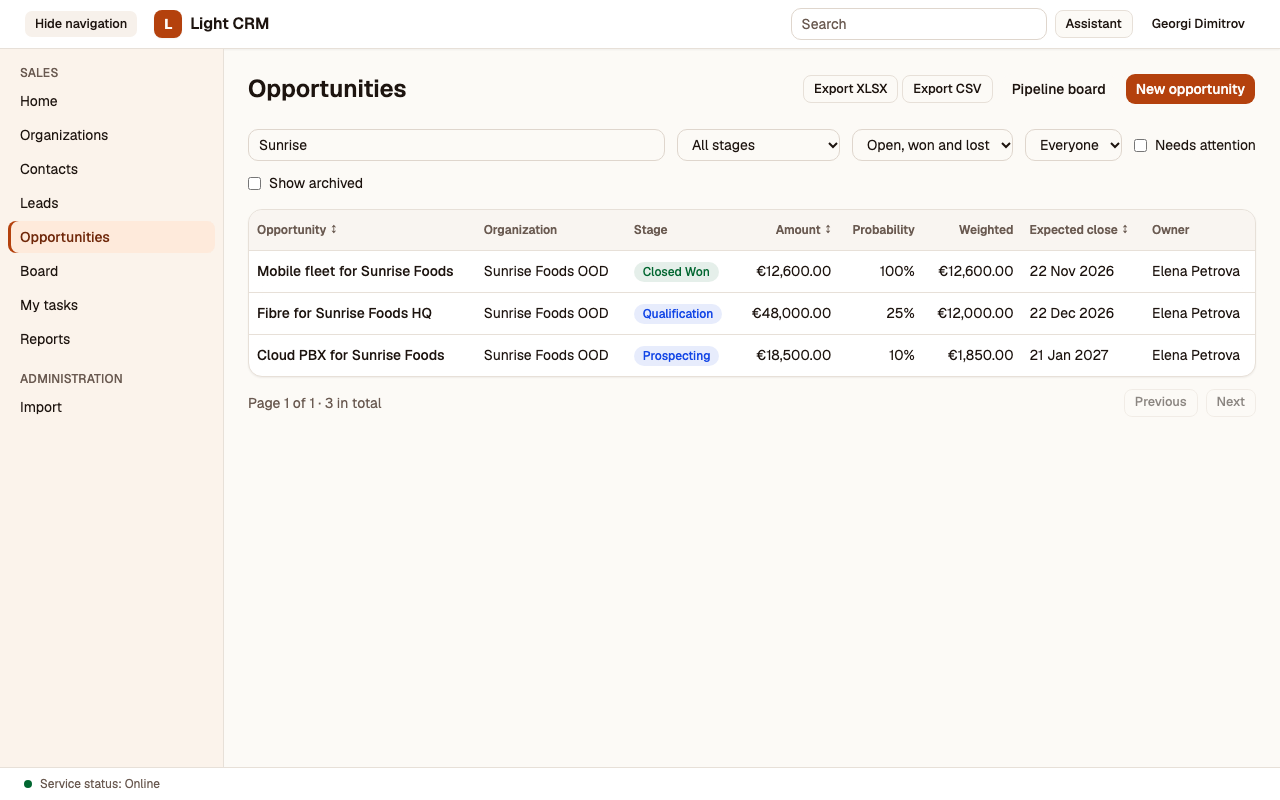 Hide navigation
L
Light CRM
Search
Assistant
Georgi Dimitrov
SALES
Home
Organizations
Contacts
Leads
Opportunities
Board
My tasks
Reports
ADMINISTRATION
Import
Opportunities
Export XLSX
Export CSV
Pipeline board
New opportunity
Sunrise
All stages
Open, won and lost
Everyone
Needs attention
Show archived
Opportunity ↕ Organization Stage Amount ↕ Probability Weighted Expected close ↕ Owner
Mobile fleet for Sunrise Foods Sunrise Foods OOD Closed Won €12,600.00 100% €12,600.00 22 Nov 2026 Elena Petrova
Fibre for Sunrise Foods HQ Sunrise Foods OOD Qualification €48,000.00 25% €12,000.00 22 Dec 2026 Elena Petrova
Cloud PBX for Sunrise Foods Sunrise Foods OOD Prospecting €18,500.00 10% €1,850.00 21 Jan 2027 Elena Petrova
Page 1 of 1 · 3 in total
Previous
Next
Service status: Online